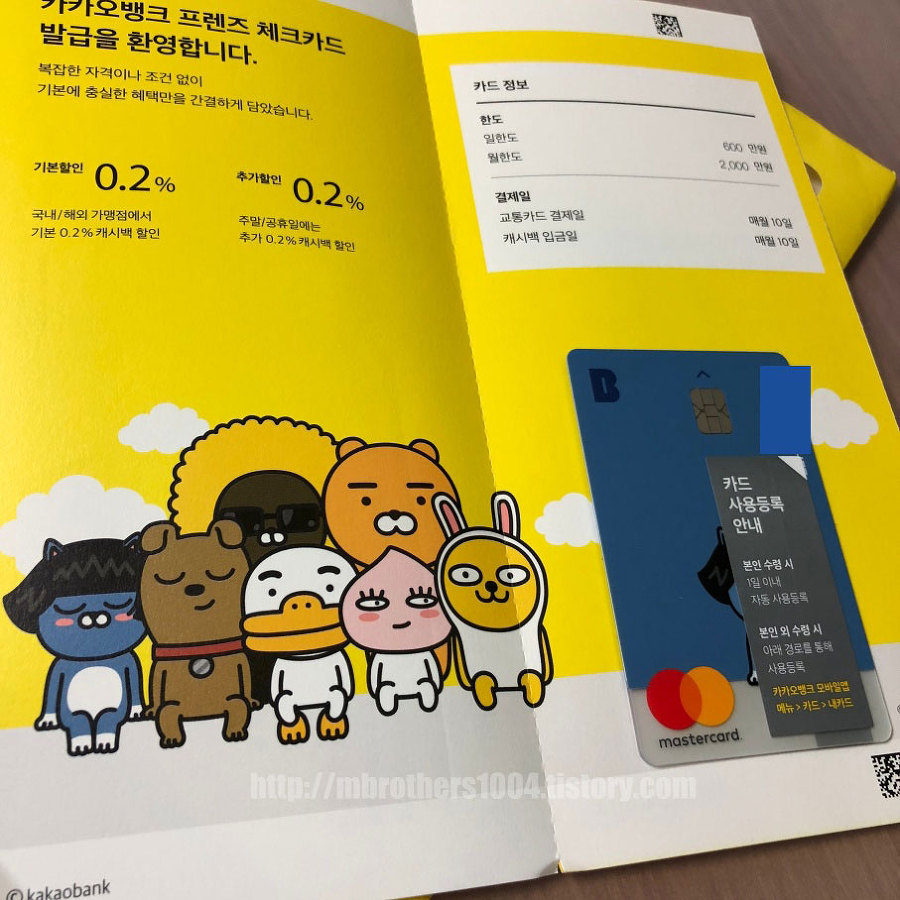 카카오뱅크 프렌즈 체크카드
발급을 환영합니다.
복잡한 자격이나 조건 없이
기본에 충실한 혜택만을 간결하게 담았습니다.
기본할인 0.2%
국내/해외 가맹점에서
기본 0.2% 캐시백 할인
추가할인 0.2%
주말/공휴일에는
추가 0.2% 캐시백 할인
카드 정보
한도
일한도 600 만원
월한도 2,000 만원
결제일
교통카드 결제일 매월 10일
캐시백 입금일 매월 10일
B
카드
사용등록
안내
본인 수령 시
1일 이내
자동 사용등록
본인 외 수령 시
아래 경로를 통해
사용등록
카카오뱅크 모바일앱
메뉴 > 카드 > 내카드
mastercard
http://mbrothers1004.tistory.com
© kakaobank